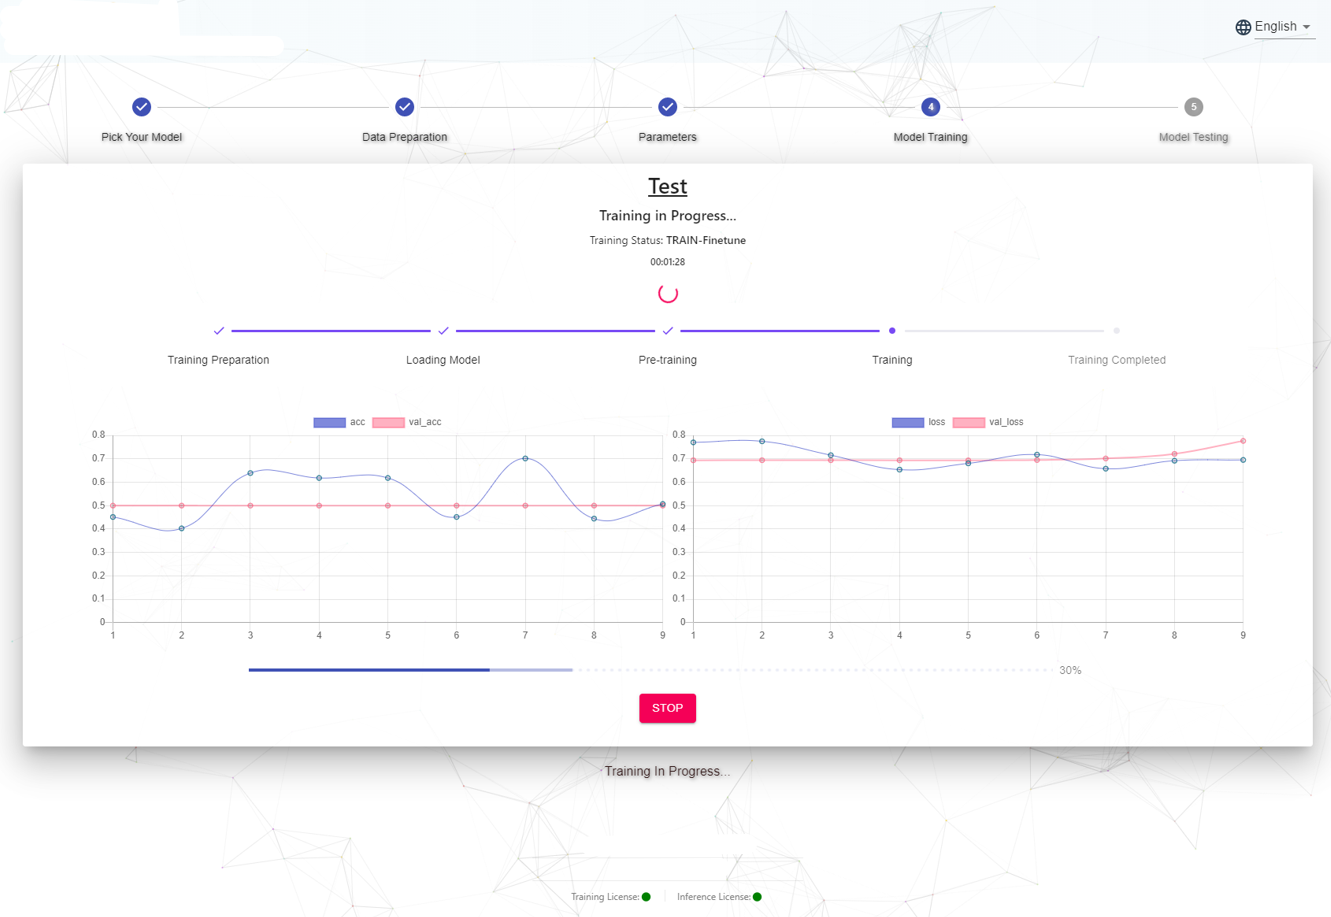 English
4
5
Pick Your Model
Data Preparation
Parameters
Model Training
Model Testing
Test
Training in Progress...
Training Status: TRAIN-Finetune
00:01:28
Training Preparation
Loading Model
Pre-training
Training
Training Completed
acc val_acc
0.8
0.7
0.6
0.5
0.4
0.3
0.2
0.1
0
1 2 3 4 5 6 7 8 9
loss val_loss
0.8
0.7
0.6
0.5
0.4
0.3
0.2
0.1
0
1 2 3 4 5 6 7 8 9
30%
STOP
Training In Progress...
Training License: Inference License: